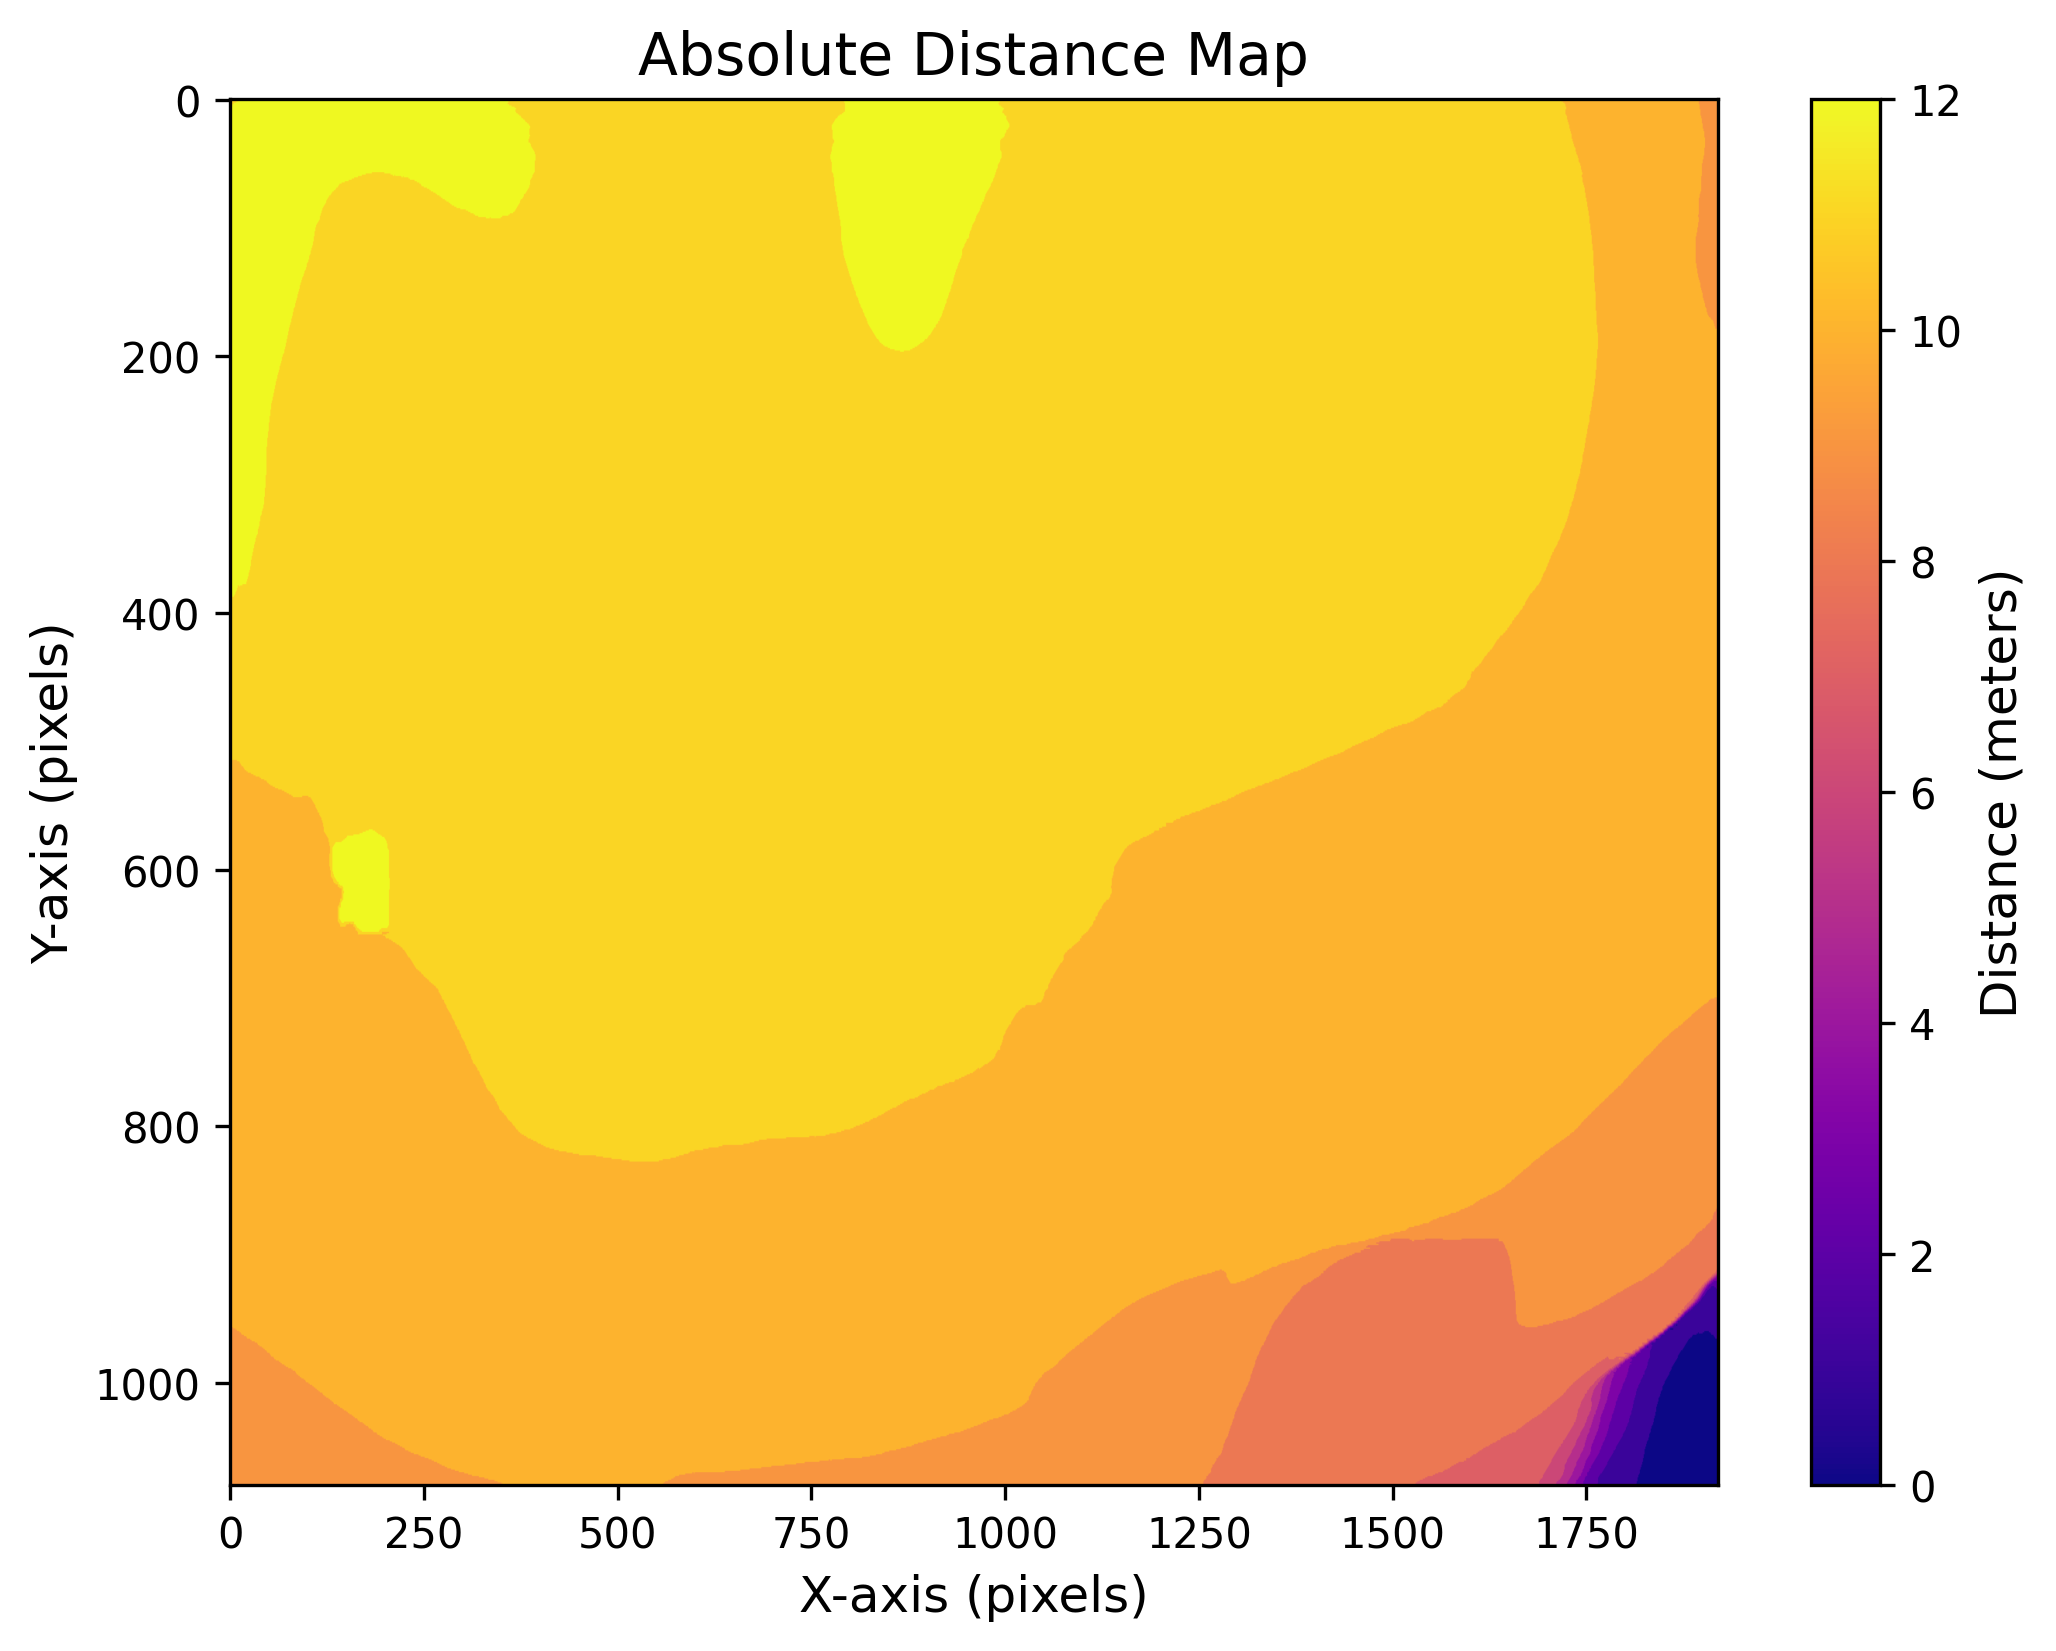 Absolute Distance Map
0
200
400
600
800
1000
Y-axis (pixels)
0 250 500 750 1000 1250 1500 1750
X-axis (pixels)
12
10
8
6
4
2
0
Distance (meters)